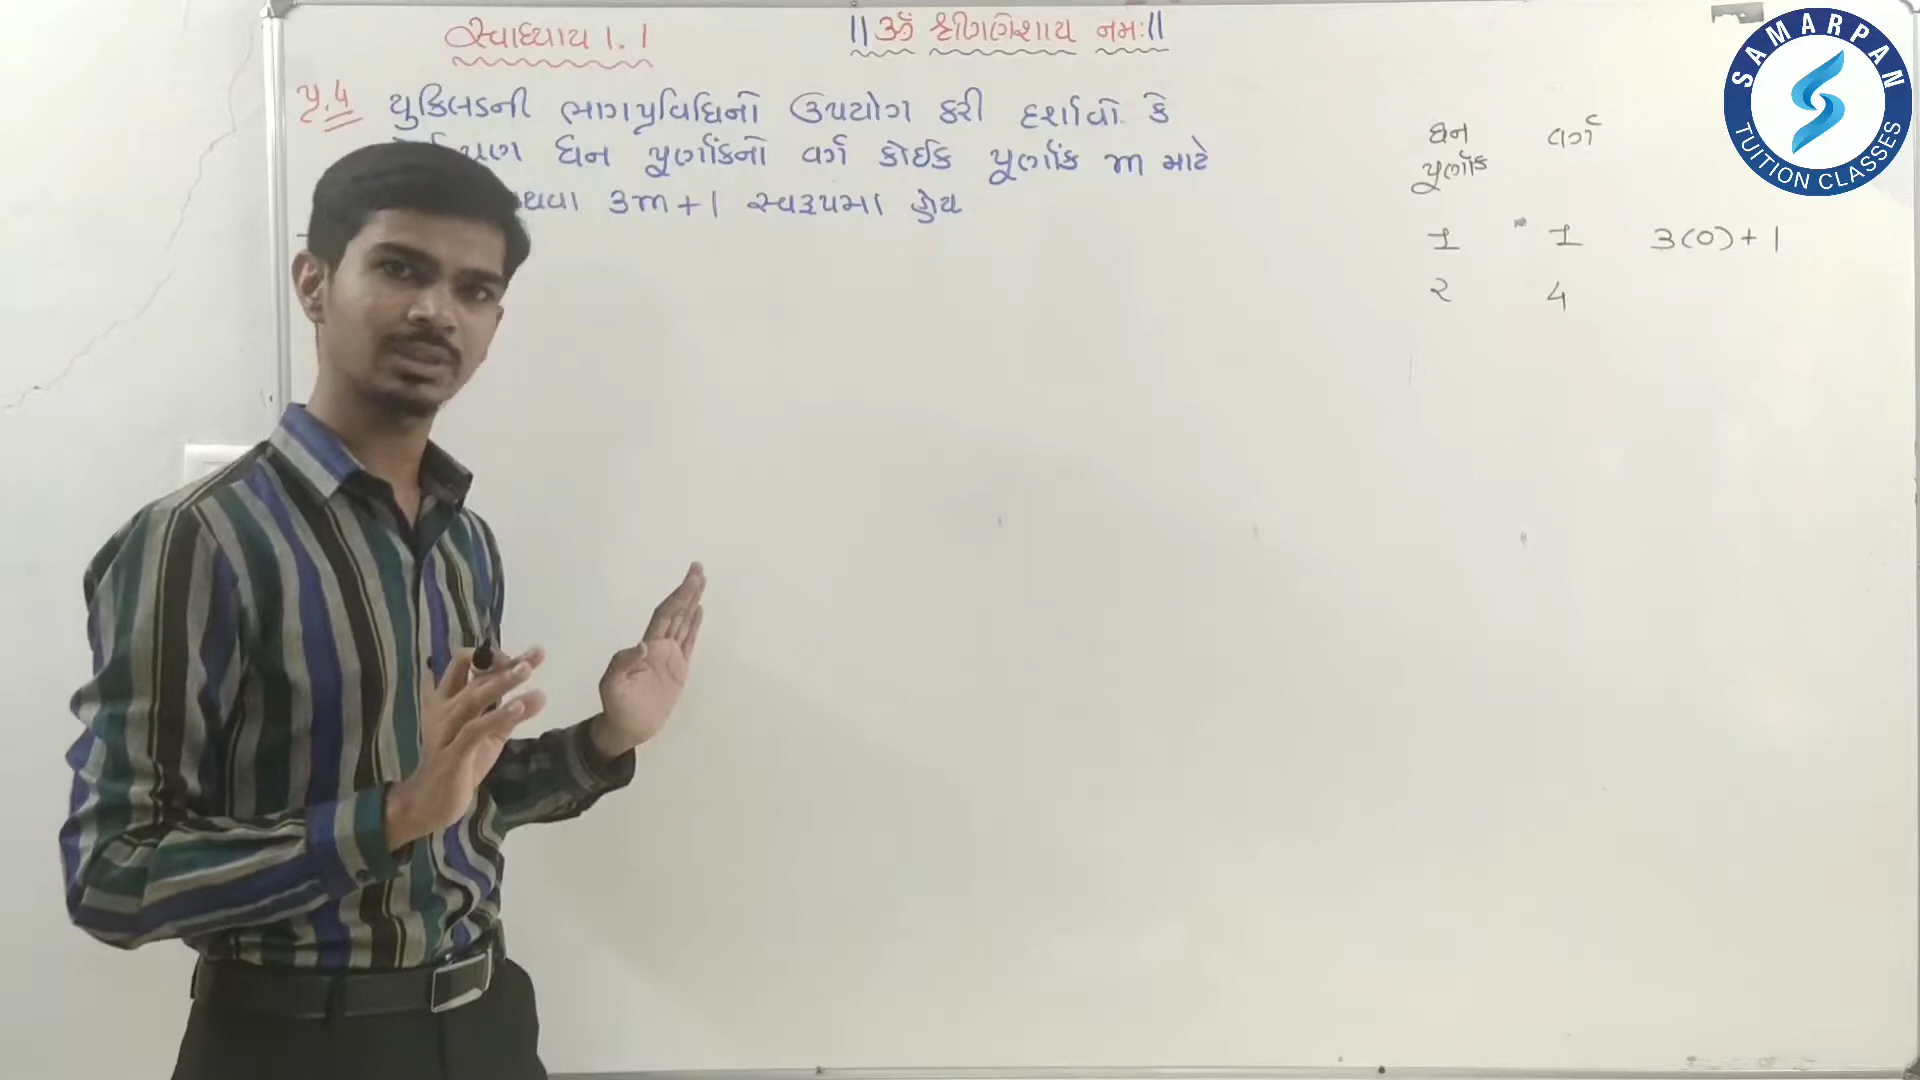 સ્વાધ્યાય 1.1
||ૐ શ્રી ગણેશાય નમઃ||
પ્ર.4 યુક્લિડની ભાગપ્રવિધિનો ઉપયોગ કરી દર્શાવો કે
ધન પૂર્ણાંકનો વર્ગ કોઈક પૂર્ણાંક m માટે
3m+1 સ્વરૂપમાં હોય
ધન પૂર્ણાંક વર્ગ
1 1 3(0)+1
2 4
SAMARPAN
TUITION CLASSES